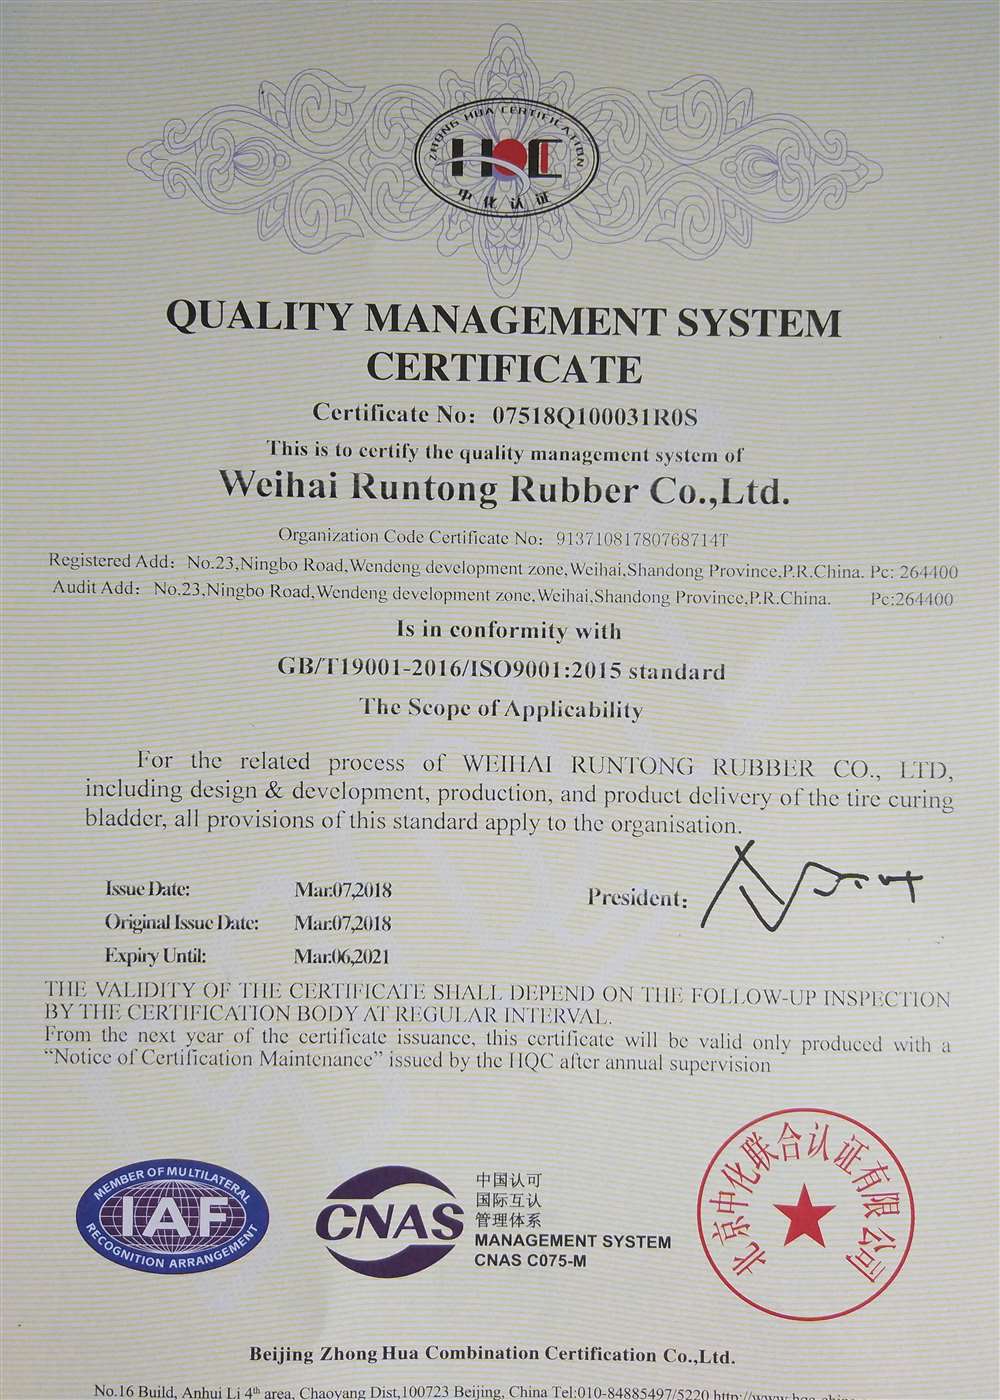 ZHONG HUA CERTIFICATION
HQC
中化认证
QUALITY MANAGEMENT SYSTEM
CERTIFICATE
Certificate No: 07518Q100031R0S
This is to certify the quality management system of
Weihai Runtong Rubber Co.,Ltd.
Organization Code Certificate No: 91371081780768714T
Registered Add: No.23,Ningbo Road,Wendeng development zone,Weihai,Shandong Province,P.R.China. Pc: 264400
Audit Add: No.23,Ningbo Road,Wendeng development zone,Weihai,Shandong Province,P.R.China. Pc:264400
Is in conformity with
GB/T19001-2016/ISO9001:2015 standard
The Scope of Applicability
For the related process of WEIHAI RUNTONG RUBBER CO., LTD,
including design & development, production, and product delivery of the tire curing
bladder, all provisions of this standard apply to the organisation.
Issue Date: Mar.07,2018
President:
Original Issue Date: Mar.07,2018
Expiry Until: Mar.06,2021
THE VALIDITY OF THE CERTIFICATE SHALL DEPEND ON THE FOLLOW-UP INSPECTION
BY THE CERTIFICATION BODY AT REGULAR INTERVAL.
From the next year of the certificate issuance, this certificate will be valid only produced with a
“Notice of Certification Maintenance” issued by the HQC after annual supervision
MEMBER OF MULTILATERAL
IAF
RECOGNITION ARRANGEMENT
CNAS
中国认可
国际互认
管理体系
MANAGEMENT SYSTEM
CNAS C075-M
北京中化联合认证有限公司
Beijing Zhong Hua Combination Certification Co.,Ltd.
No.16 Build, Anhui Li 4th area, Chaoyang Dist,100723 Beijing, China Tel:010-84885497/5220